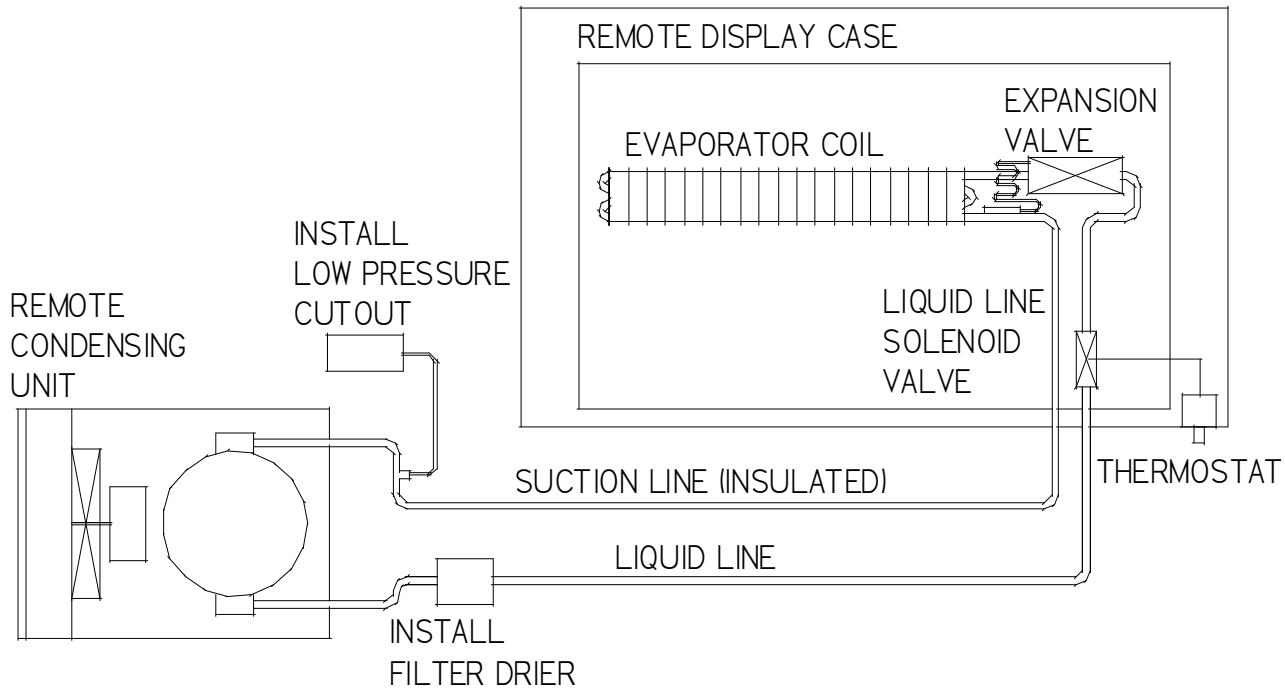 REMOTE DISPLAY CASE
EXPANSION
VALVE
EVAPORATOR COIL
INSTALL
LOW PRESSURE
CUTOUT
REMOTE
CONDENSING
UNIT
LIQUID LINE
SOLENOID
VALVE
THERMOSTAT
SUCTION LINE (INSULATED)
LIQUID LINE
INSTALL
FILTER DRIER